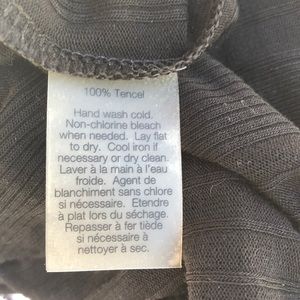 100% Tencel
Hand wash cold.
Non-chlorine bleach
when needed. Lay flat
to dry. Cool iron if
necessary or dry clean.
Laver à la main à l'eau
froide. Agent de
blanchiment sans chlore
si nécessaire. Etendre
à plat lors du séchage.
Repasser à fer tiède
si nécessaire à
nettoyer à sec.